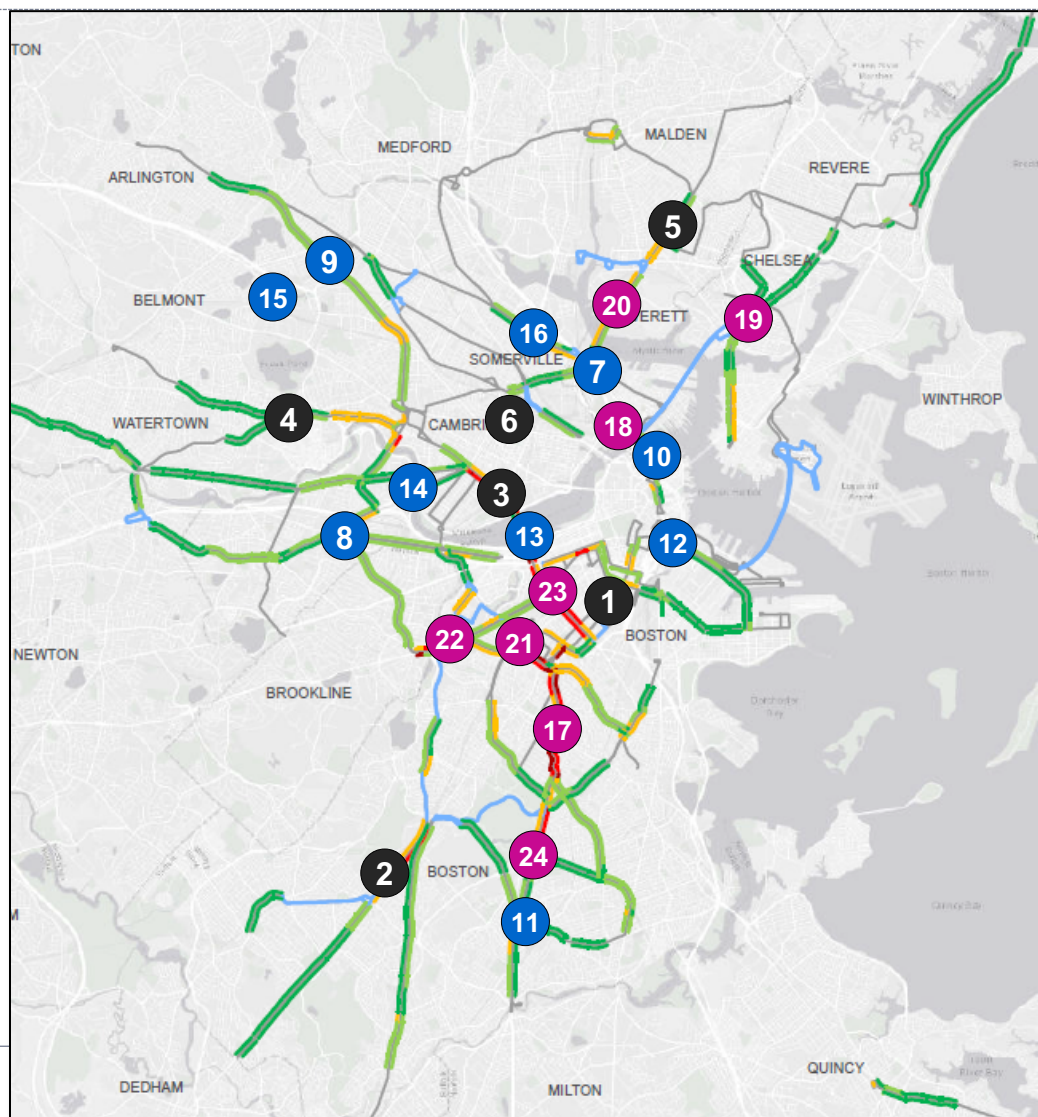 TON
MEDFORD
MALDEN
REVERE
ARLINGTON
5
9
CHELSEA
BELMONT
15
20
19
ERETT
16
SOMERVILLE
7
WINTHROP
4
WATERTOWN
CAMBRI
6
18
10
14
3
8
13
12
23
1
22
21
BOSTON
NEWTON
BROOKLINE
17
24
2
BOSTON
11
M
QUINCY
DEDHAM
MILTON